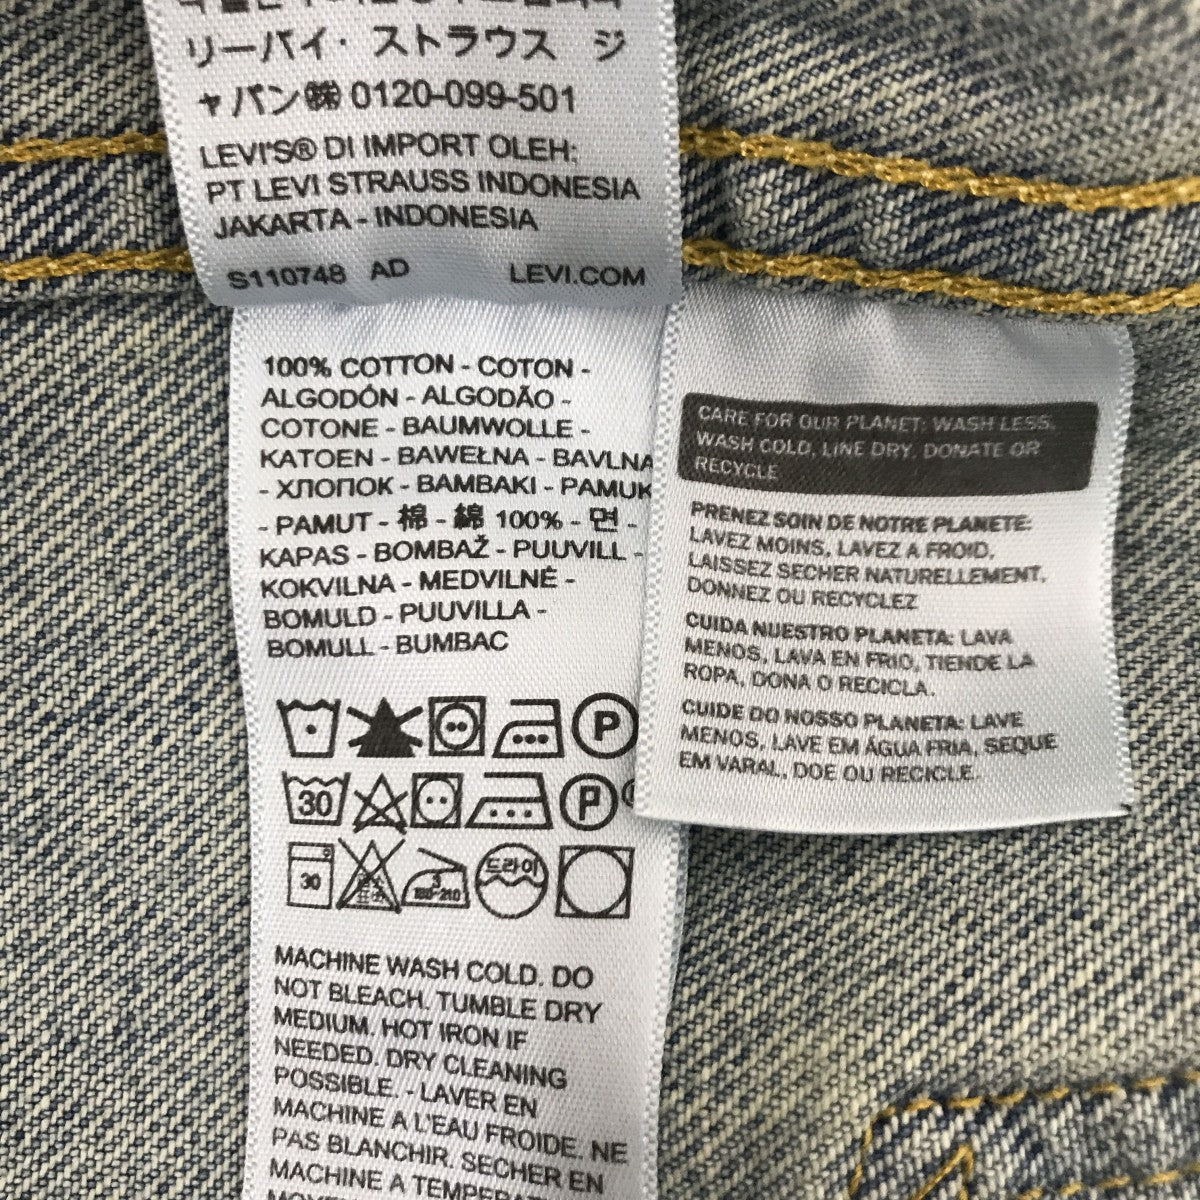 リーバイ・ストラウス ジ
ャパン㈱ 0120-099-501
LEVI'S® DI IMPORT OLEH:
PT LEVI STRAUSS INDONESIA
JAKARTA - INDONESIA
S110748 AD LEVI.COM
100% COTTON - COTON -
ALGODÓN - ALGODÃO -
COTONE - BAUMWOLLE -
KATOEN - BAWEŁNA - BAVLNA
- ХЛОПОК - BAMBAKI - PAMUK
- PAMUT - 棉 - 綿 100% - 면 -
KAPAS - BOMBAŽ - PUUVILL -
KOKVILNA - MEDVILNĖ -
BOMULD - PUUVILLA -
BOMULL - BUMBAC
P
30 P
30 3 180-210 드라이
MACHINE WASH COLD. DO
NOT BLEACH. TUMBLE DRY
MEDIUM. HOT IRON IF
NEEDED. DRY CLEANING
POSSIBLE. - LAVER EN
MACHINE A L'EAU FROIDE. NE
PAS BLANCHIR. SECHER EN
MACHINE A
CARE FOR OUR PLANET: WASH LESS,
WASH COLD, LINE DRY, DONATE OR
RECYCLE
PRENEZ SOIN DE NOTRE PLANETE:
LAVEZ MOINS, LAVEZ A FROID,
LAISSEZ SECHER NATURELLEMENT,
DONNEZ OU RECYCLEZ
CUIDA NUESTRO PLANETA: LAVA
MENOS, LAVA EN FRIO, TIENDE LA
ROPA, DONA O RECICLA.
CUIDE DO NOSSO PLANETA: LAVE
MENOS, LAVE EM ÁGUA FRIA, SEQUE
EM VARAL, DOE OU RECICLE.